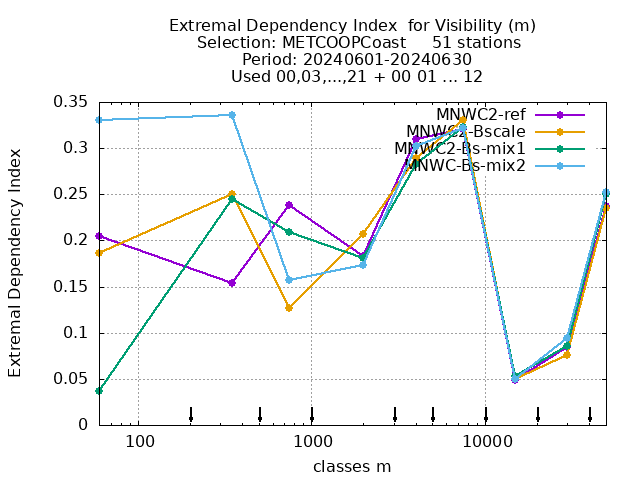 Extremal Dependency Index  for Visibility (m)
Selection: METCOOPCoast     51 stations
Period: 20240601-20240630
Used 00,03,...,21 + 00 01 ... 12
MNWC2-ref
MNWC2-Bscale
MNWC2-Bs-mix1
MNWC-Bs-mix2
Extremal Dependency Index
0.35
0.3
0.25
0.2
0.15
0.1
0.05
0
100 1000 10000
classes m